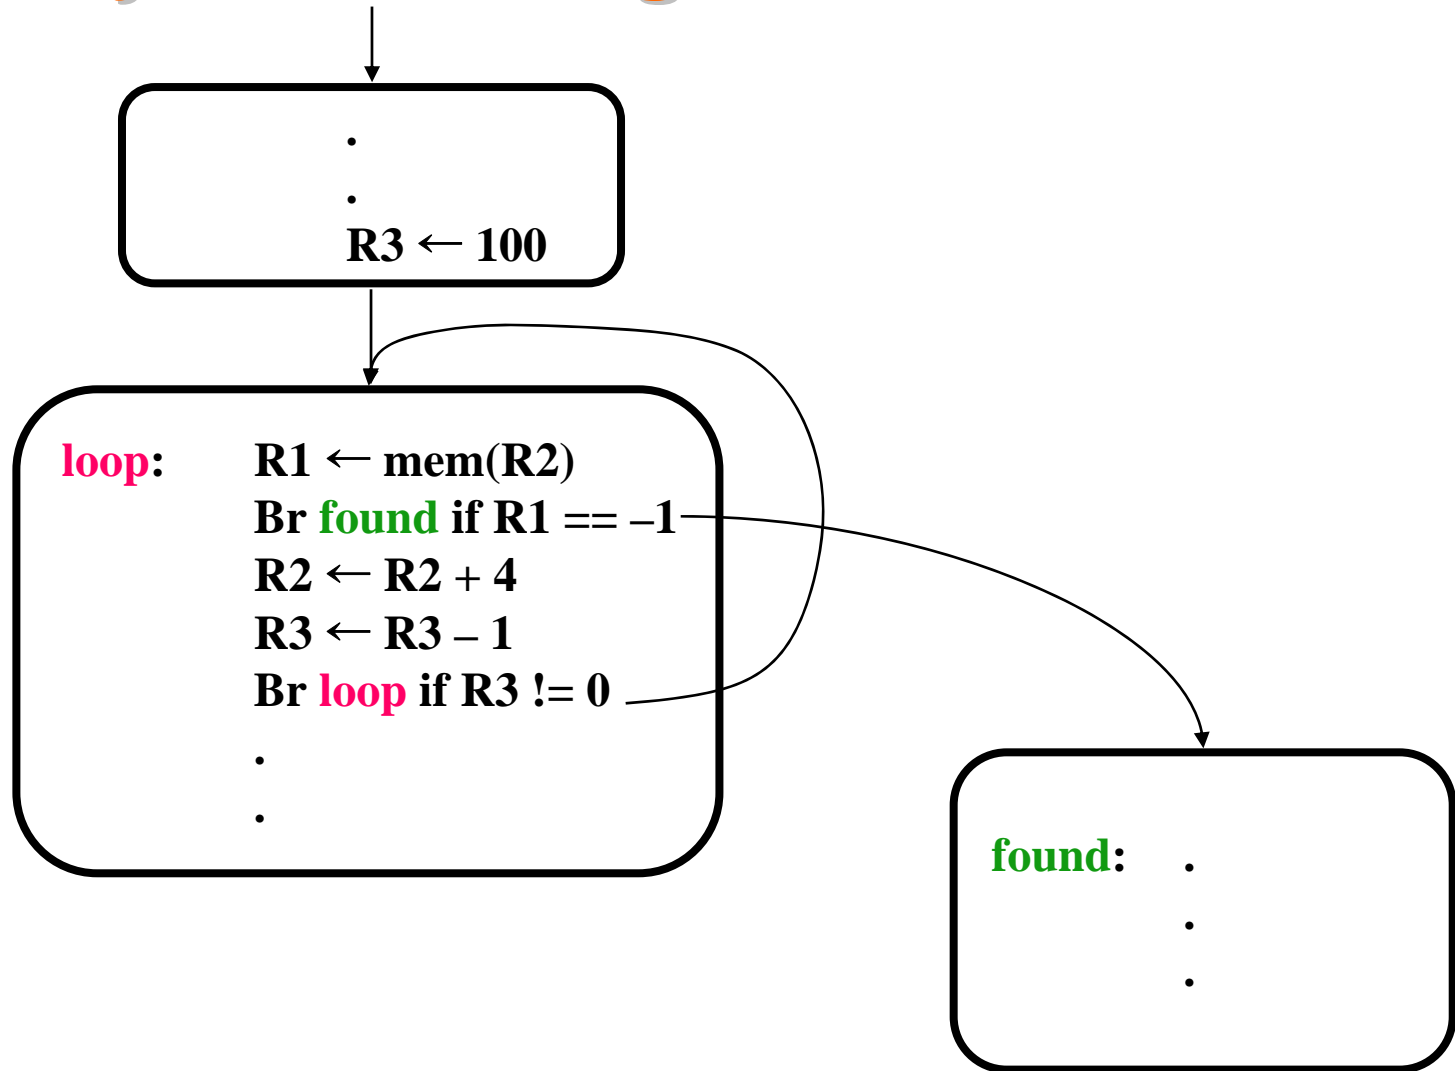 .
.
R3 ← 100
loop: R1 ← mem(R2)
Br found if R1 == –1
R2 ← R2 + 4
R3 ← R3 – 1
Br loop if R3 != 0
.
.
found: .
.
.